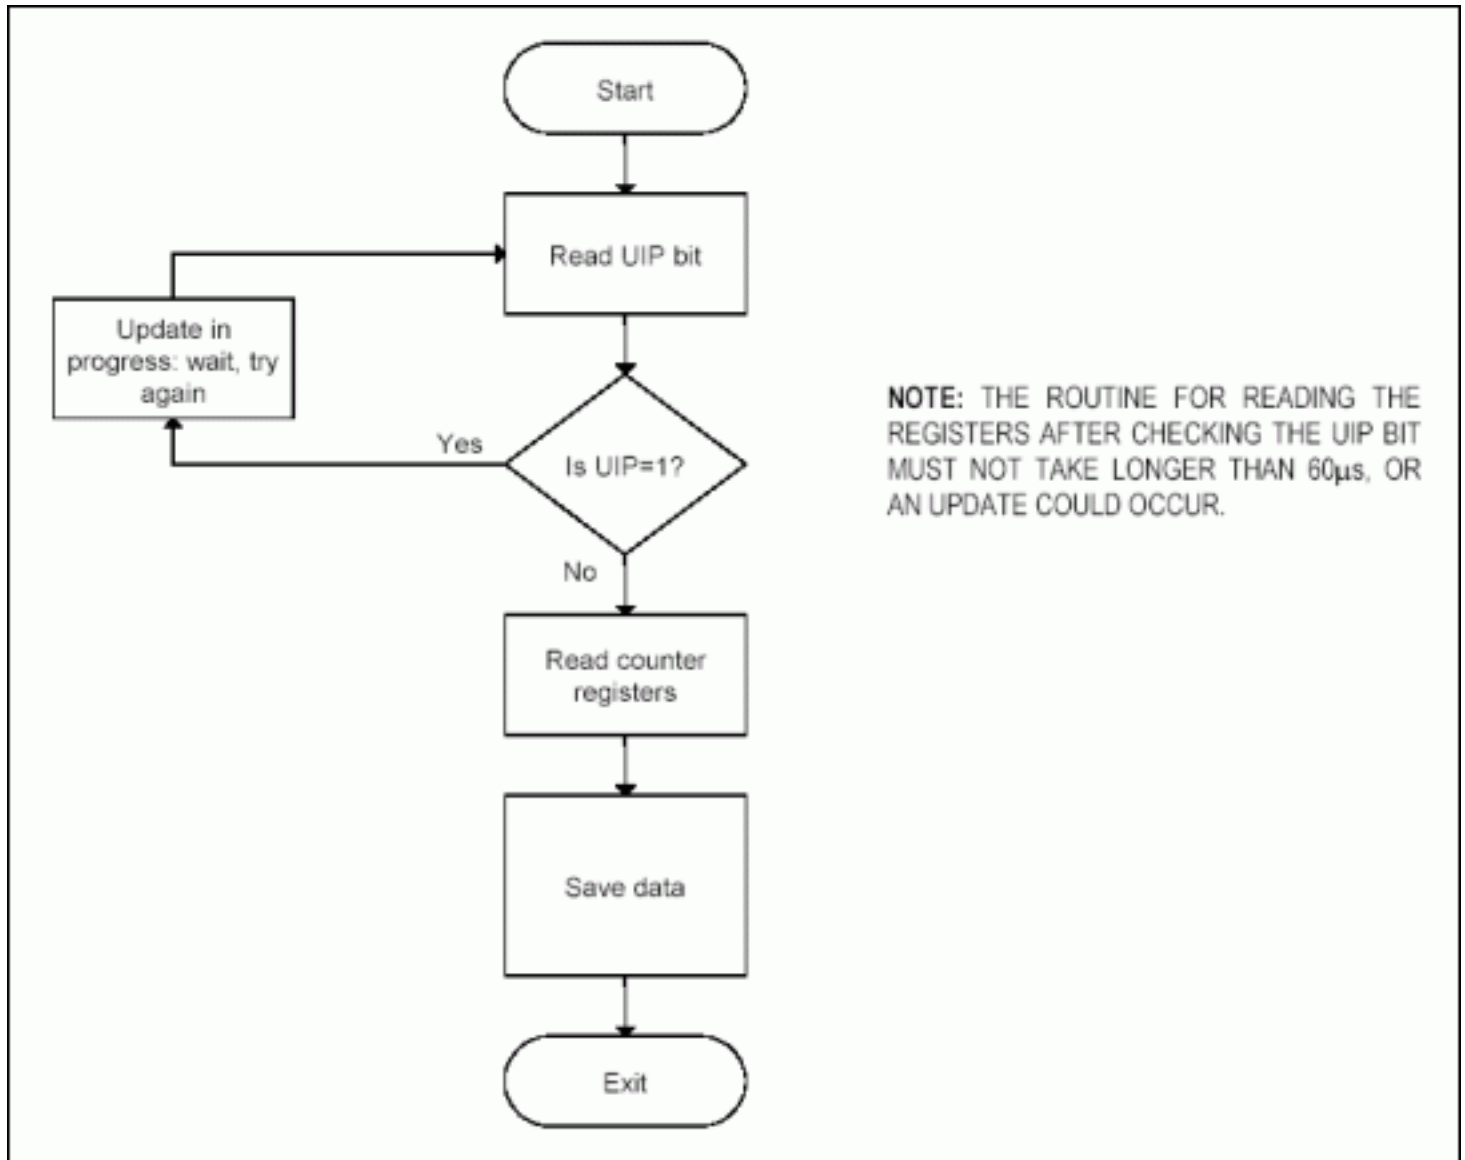 Start
Read UIP bit
Update in
progress: wait, try
again
Yes
Is UIP=1?
No
Read counter
registers
Save data
Exit
NOTE: THE ROUTINE FOR READING THE
REGISTERS AFTER CHECKING THE UIP BIT
MUST NOT TAKE LONGER THAN 60μs, OR
AN UPDATE COULD OCCUR.